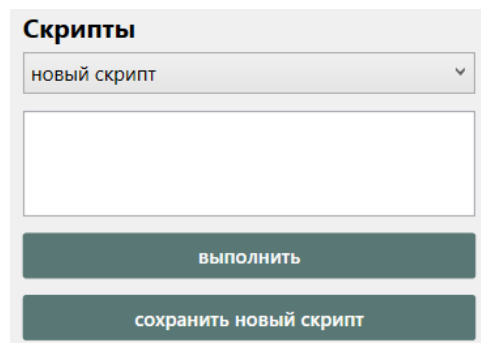 Скрипты
новый скрипт
выполнить
сохранить новый скрипт